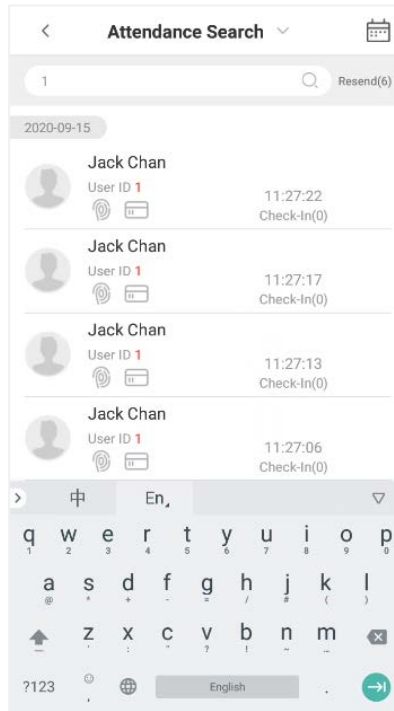 Attendance Search
1 Resend(6)
2020-09-15
Jack Chan
User ID 1
11:27:22
Check-In(0)
Jack Chan
User ID 1
11:27:17
Check-In(0)
Jack Chan
User ID 1
11:27:13
Check-In(0)
Jack Chan
User ID 1
11:27:06
Check-In(0)
中 En
q w e r t y u i o p
1 2 3 4 5 6 7 8 9 0
a s d f g h j k l
@ * + - = / # ( )
z x c v b n m
' : " ? ! ~ ...
?123 , English .